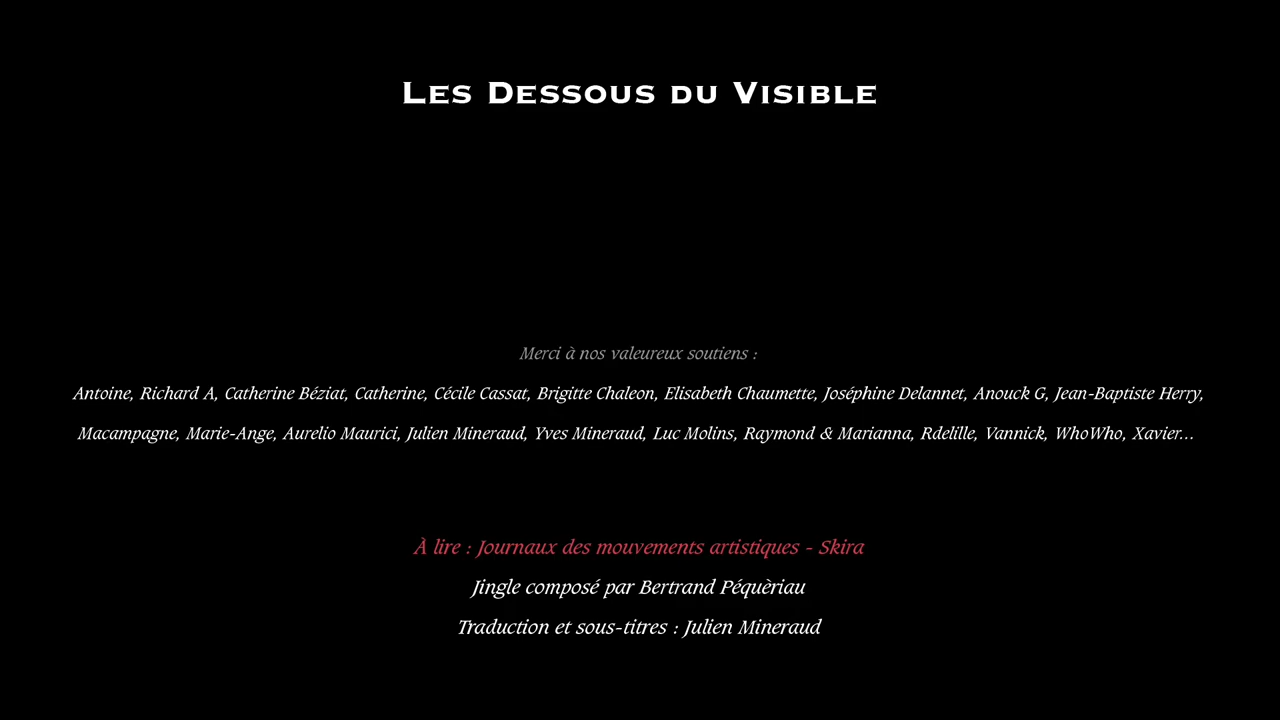 Les Dessous du Visible
Merci à nos valeureux soutiens :
Antoine, Richard A, Catherine Béziat, Catherine, Cécile Cassat, Brigitte Chaleon, Elisabeth Chaumette, Joséphine Delannet, Anouck G, Jean-Baptiste Herry,
Macampagne, Marie-Ange, Aurelio Maurici, Julien Mineraud, Yves Mineraud, Luc Molins, Raymond & Marianna, Rdelille, Vannick, WhoWho, Xavier...
À lire : Journaux des mouvements artistiques - Skira
Jingle composé par Bertrand Péquèriau
Traduction et sous-titres : Julien Mineraud